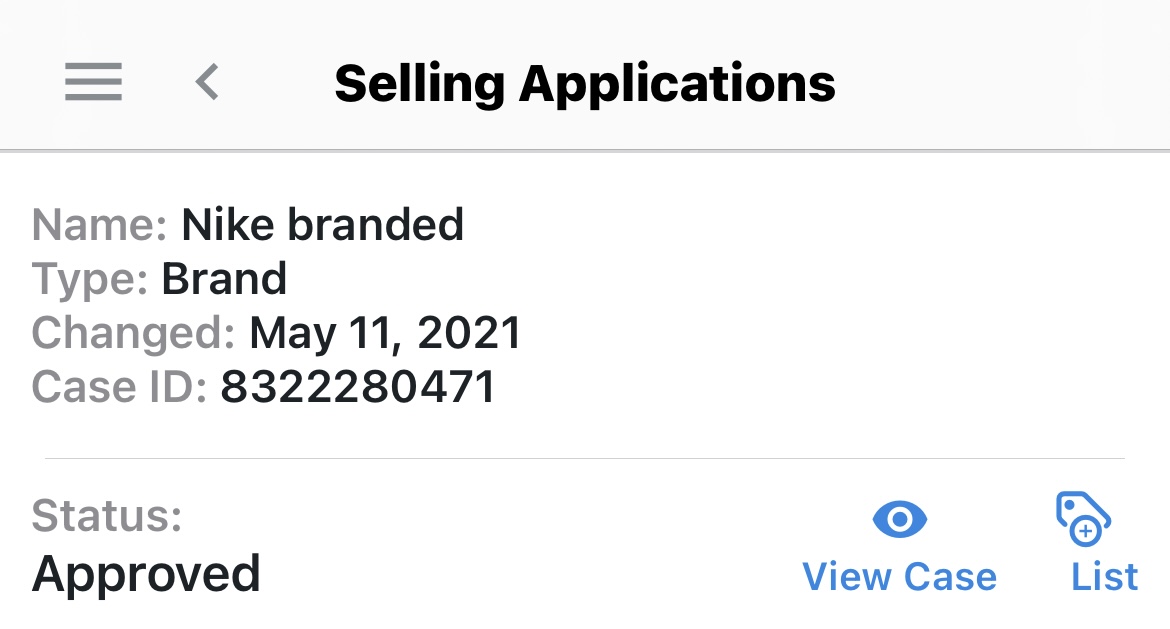 Selling Applications
Name: Nike branded
Type: Brand
Changed: May 11, 2021
Case ID: 8322280471
Status:
Approved
View Case
List